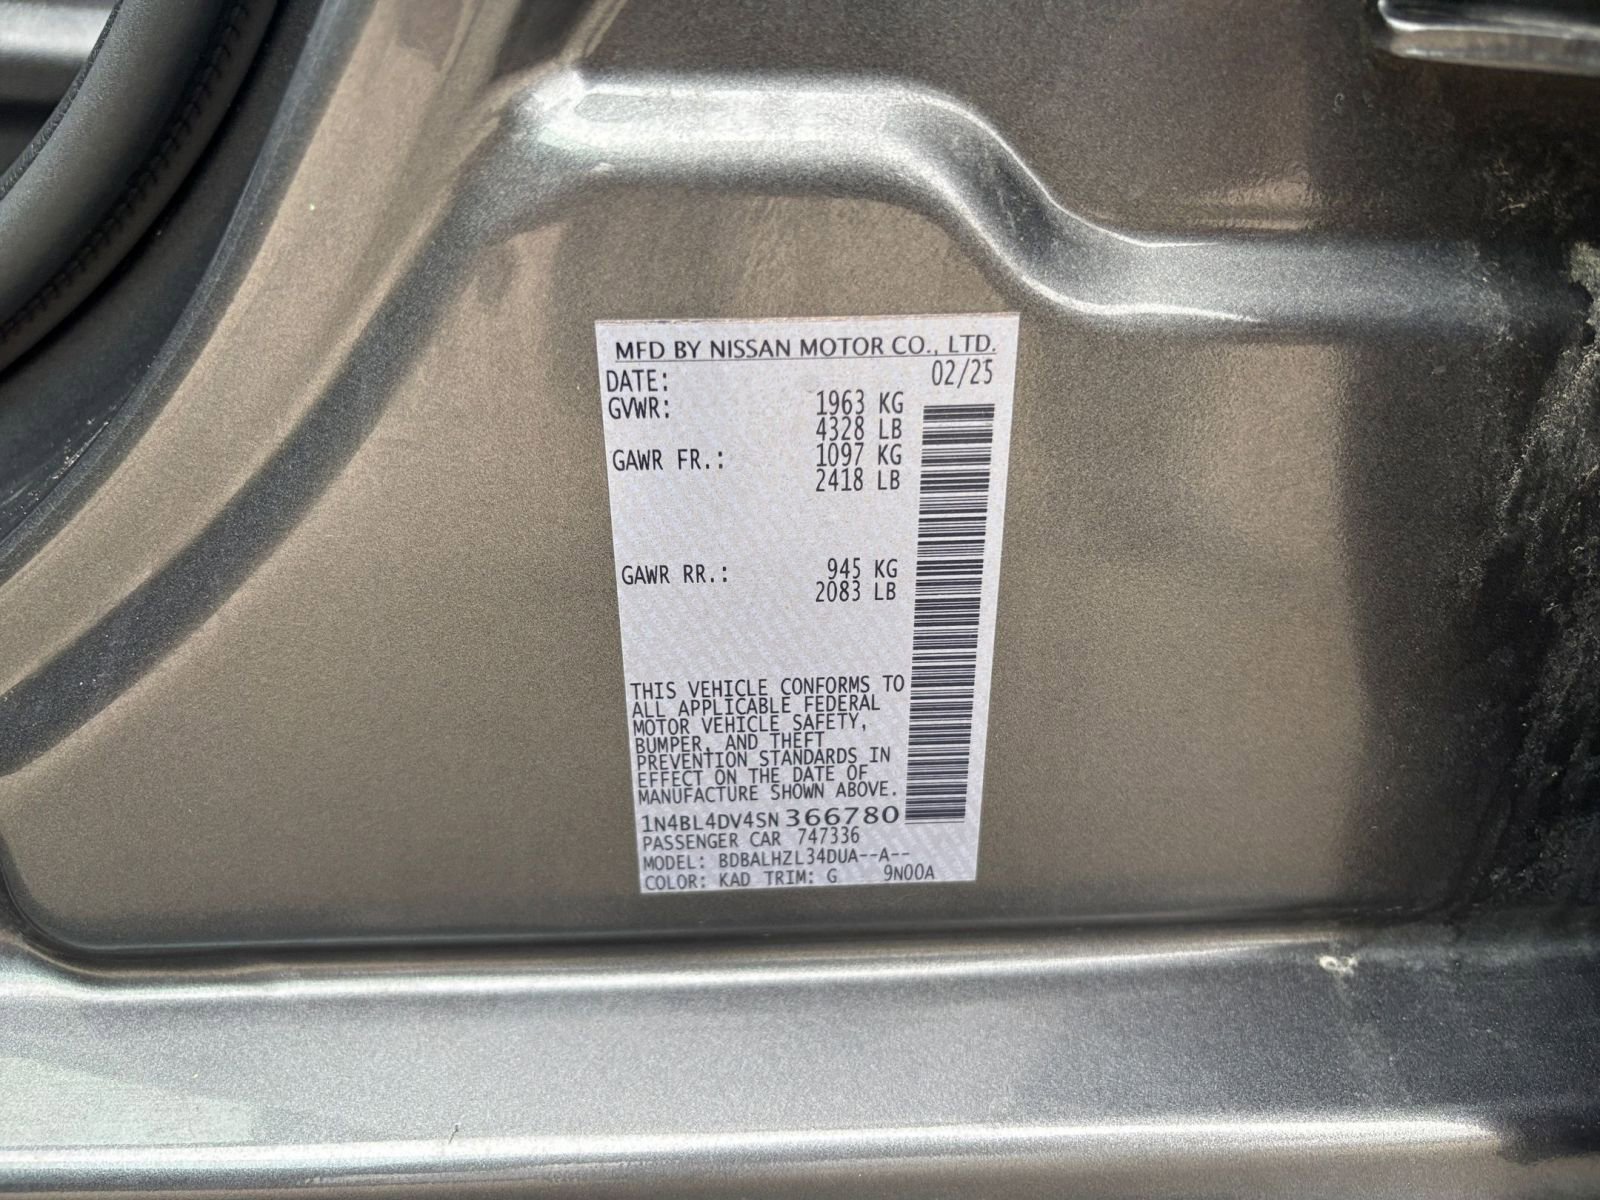 MFD BY NISSAN MOTOR CO., LTD.
DATE: 02/25
GVWR: 1963 KG
4328 LB
GAWR FR.: 1097 KG
2418 LB
GAWR RR.: 945 KG
2083 LB
THIS VEHICLE CONFORMS TO
ALL APPLICABLE FEDERAL
MOTOR VEHICLE SAFETY,
BUMPER, AND THEFT
PREVENTION STANDARDS IN
EFFECT ON THE DATE OF
MANUFACTURE SHOWN ABOVE.
1N4BL4DV4SN366780
PASSENGER CAR 747336
MODEL: BDBALHZL34DUA--A--
COLOR: KAD TRIM: G 9N00A